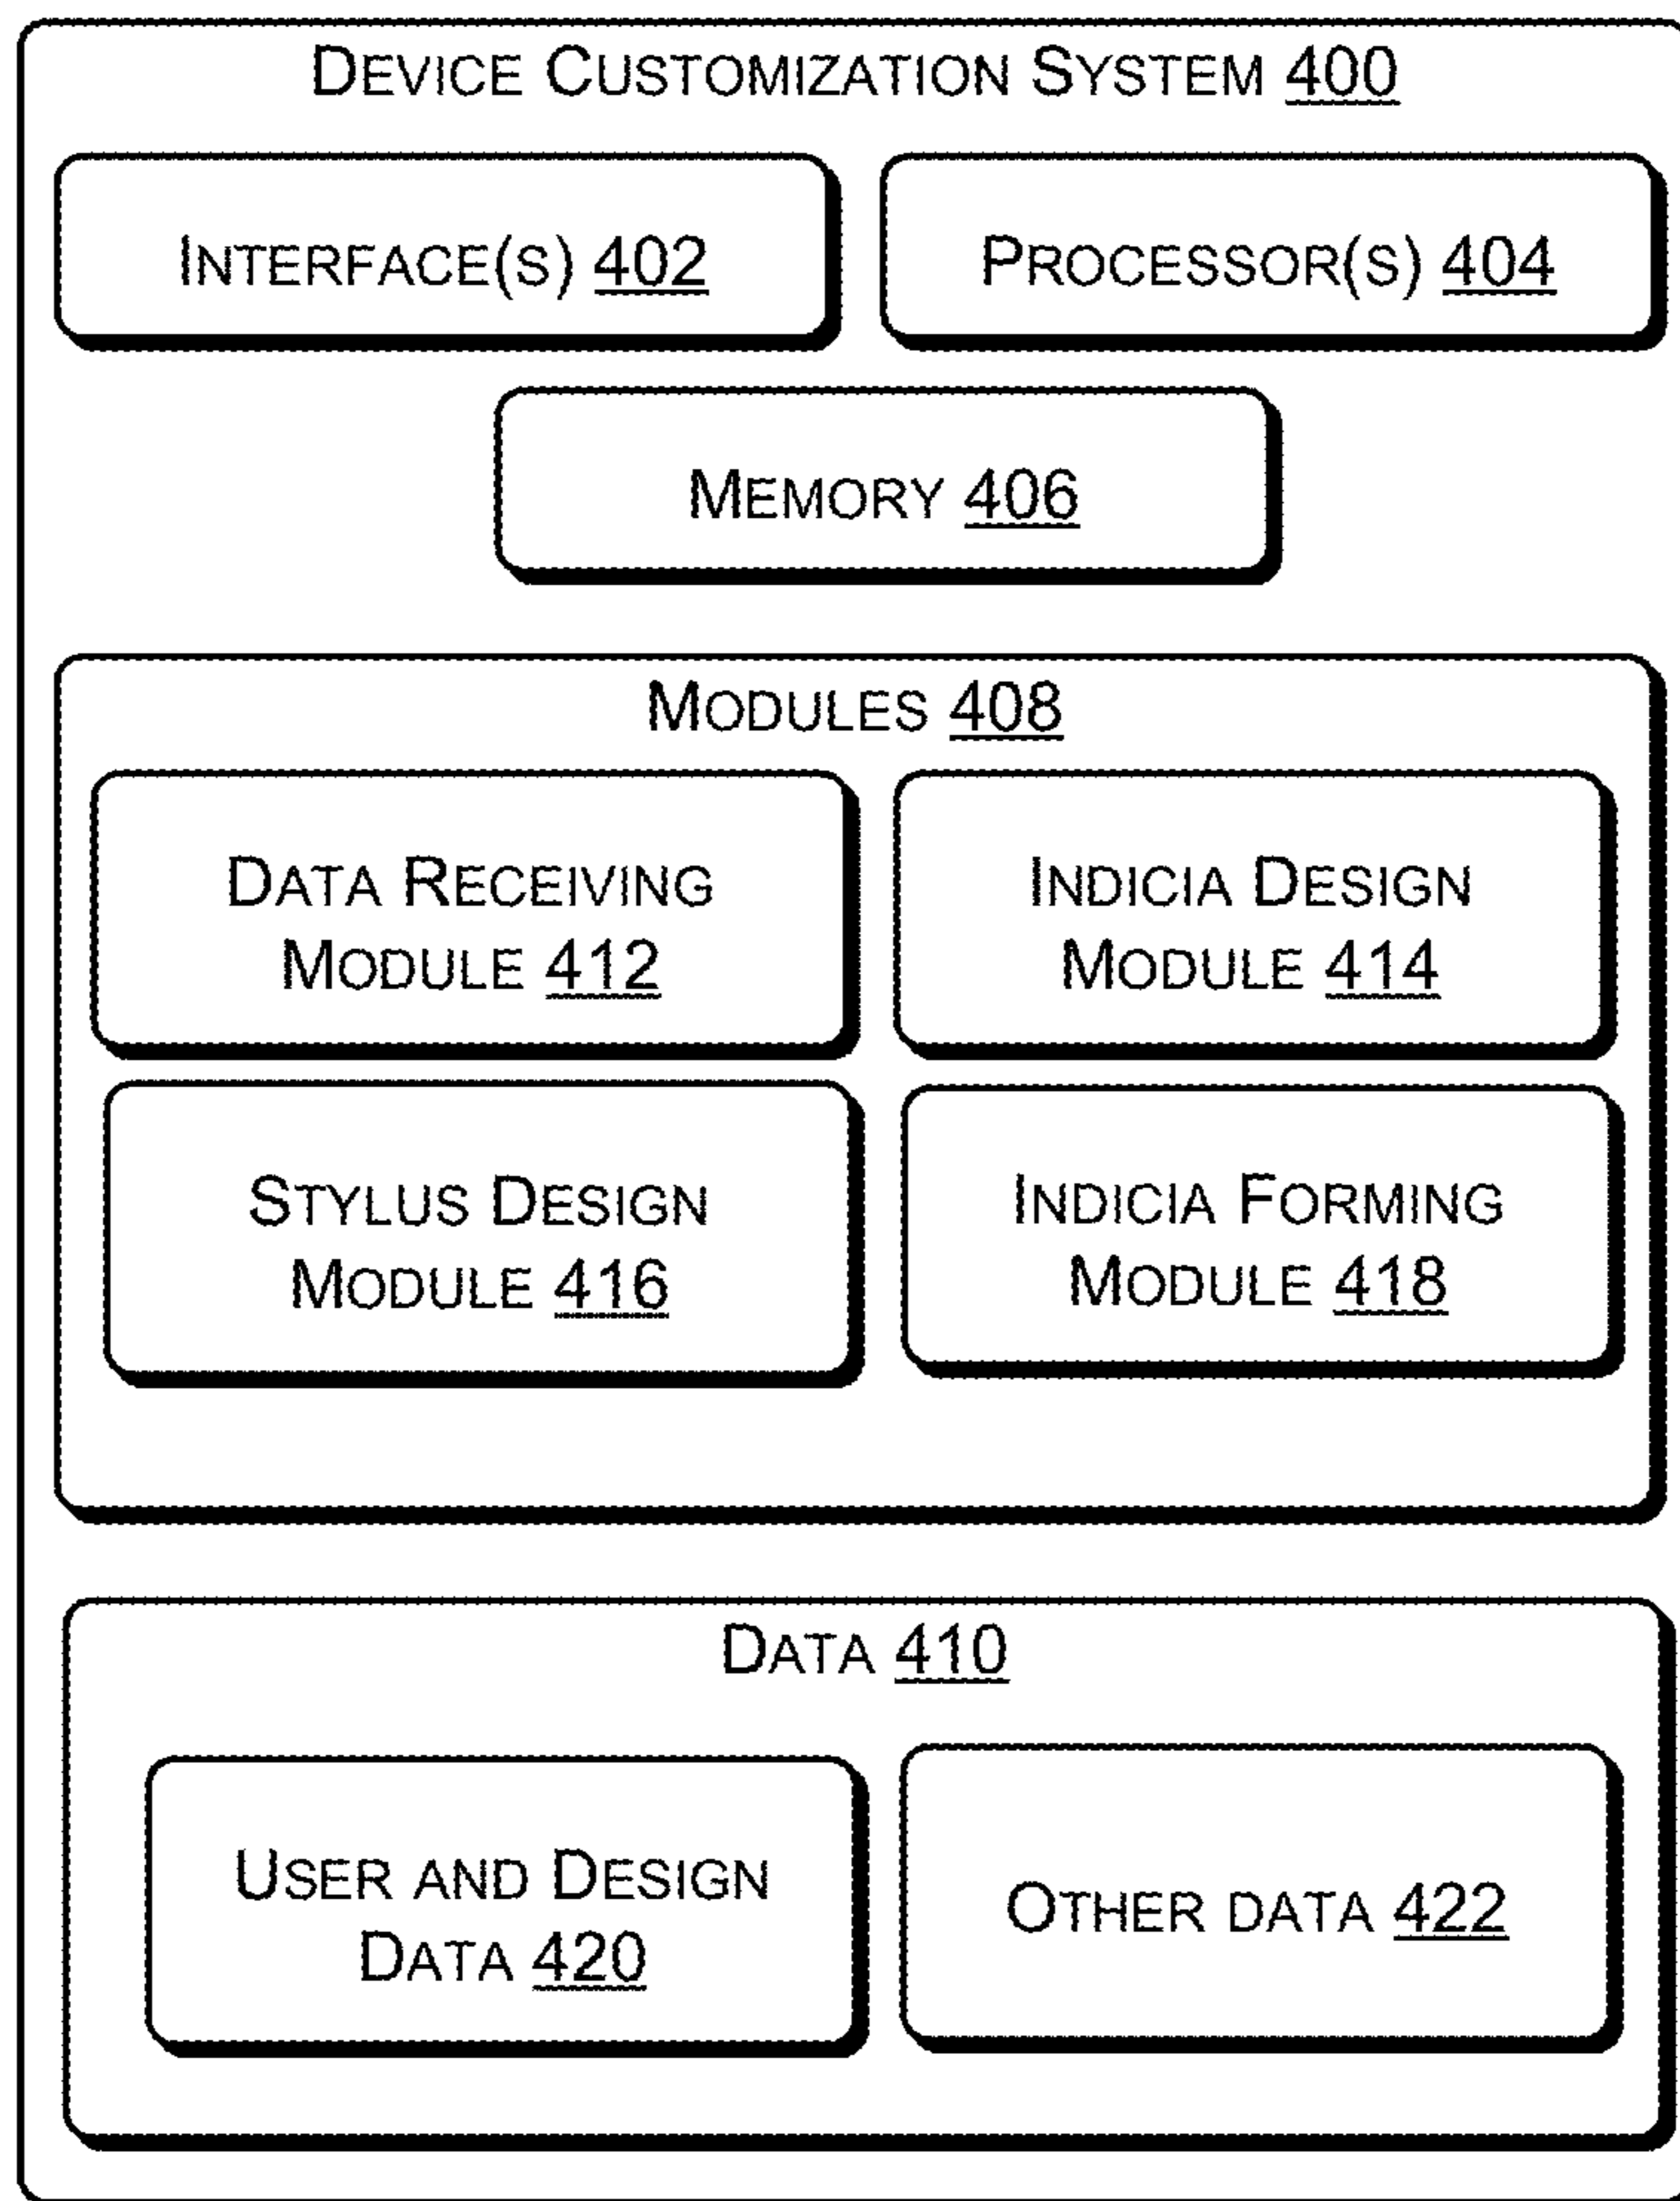 DEVICE CUSTOMIZATION SYSTEM 400
INTERFACE(S) 402
PROCESSOR(S) 404
MEMORY 406
MODULES 408
DATA RECEIVING
MODULE 412
INDICIA DESIGN
MODULE 414
STYLUS DESIGN
MODULE 416
INDICIA FORMING
MODULE 418
DATA 410
USER AND DESIGN
DATA 420
OTHER DATA 422